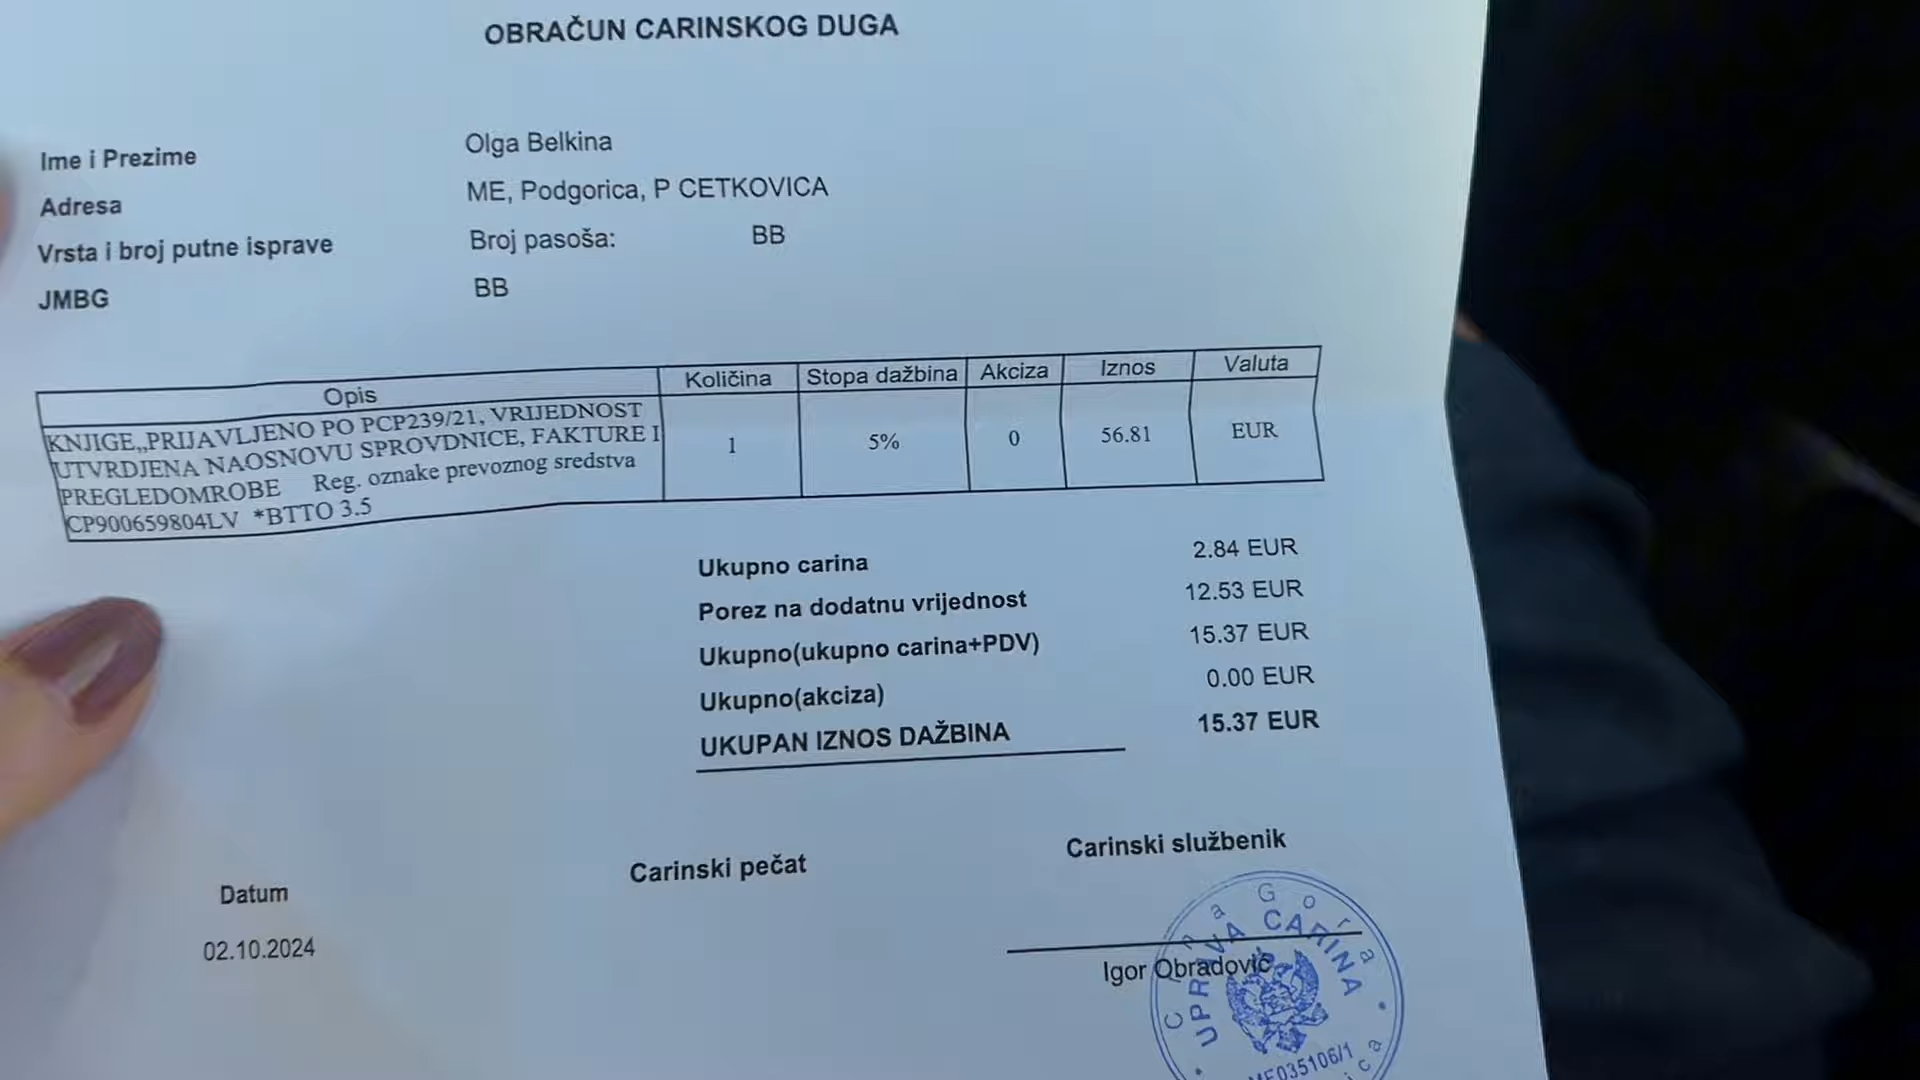 OBRAČUN CARINSKOG DUGA
Ime i Prezime
Olga Belkina
Adresa
ME, Podgorica, P CETKOVICA
Vrsta i broj putne isprave
Broj pasoša: BB
JMBG
BB
Opis Količina Stopa dažbina Akciza Iznos Valuta
KNJIGE,,PRIJAVLJENO PO PCP239/21, VRIJEDNOST
UTVRDJENA NAOSNOVU SPROVDNICE, FAKTURE I
PREGLEDOMROBE Reg. oznake prevoznog sredstva
CP900659804LV *BTTO 3.5
1 5% 0 56.81 EUR
Ukupno carina 2.84 EUR
Porez na dodatnu vrijednost 12.53 EUR
Ukupno(ukupno carina+PDV) 15.37 EUR
Ukupno(akciza) 0.00 EUR
UKUPAN IZNOS DAŽBINA 15.37 EUR
Datum
02.10.2024
Carinski pečat
Carinski službenik
Igor Obradović
Crna Gora
UPRAVA CARINA
ME035106/1